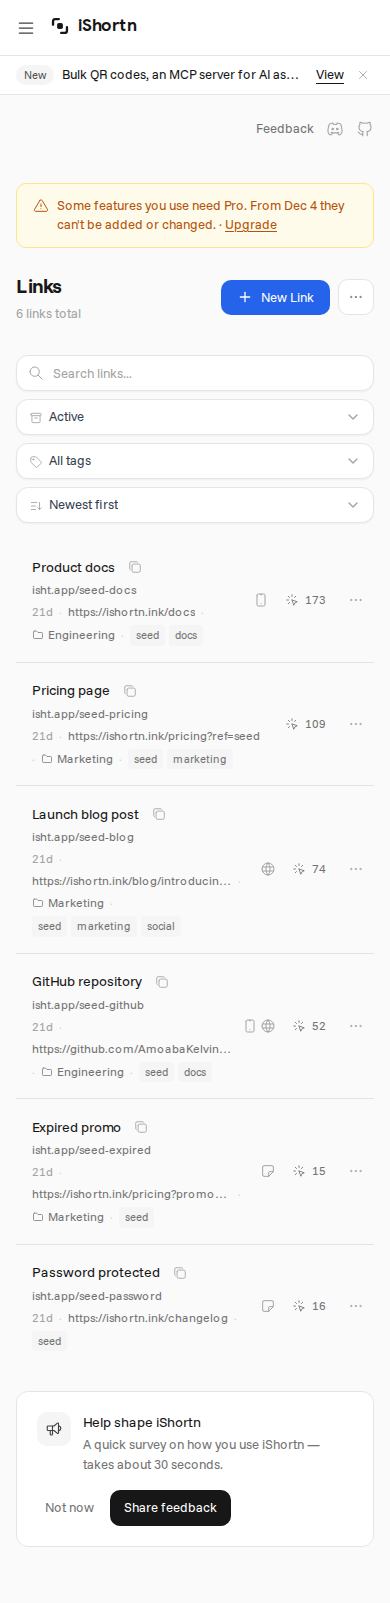 iShortn
New Bulk QR codes, an MCP server for AI as... View
Feedback
Some features you use need Pro. From Dec 4 they
can't be added or changed. · Upgrade
Links
6 links total
New Link
Search links...
Active
All tags
Newest first
Product docs
isht.app/seed-docs
21d · https://ishortn.ink/docs ·
Engineering · seed docs
173
Pricing page
isht.app/seed-pricing
21d · https://ishortn.ink/pricing?ref=seed
· Marketing · seed marketing
109
Launch blog post
isht.app/seed-blog
21d ·
https://ishortn.ink/blog/introducin... ·
Marketing ·
seed marketing social
74
GitHub repository
isht.app/seed-github
21d ·
https://github.com/AmoabaKelvin...
· Engineering · seed docs
52
Expired promo
isht.app/seed-expired
21d ·
https://ishortn.ink/pricing?promo... ·
Marketing · seed
15
Password protected
isht.app/seed-password
21d · https://ishortn.ink/changelog ·
seed
16
Help shape iShortn
A quick survey on how you use iShortn —
takes about 30 seconds.
Not now Share feedback